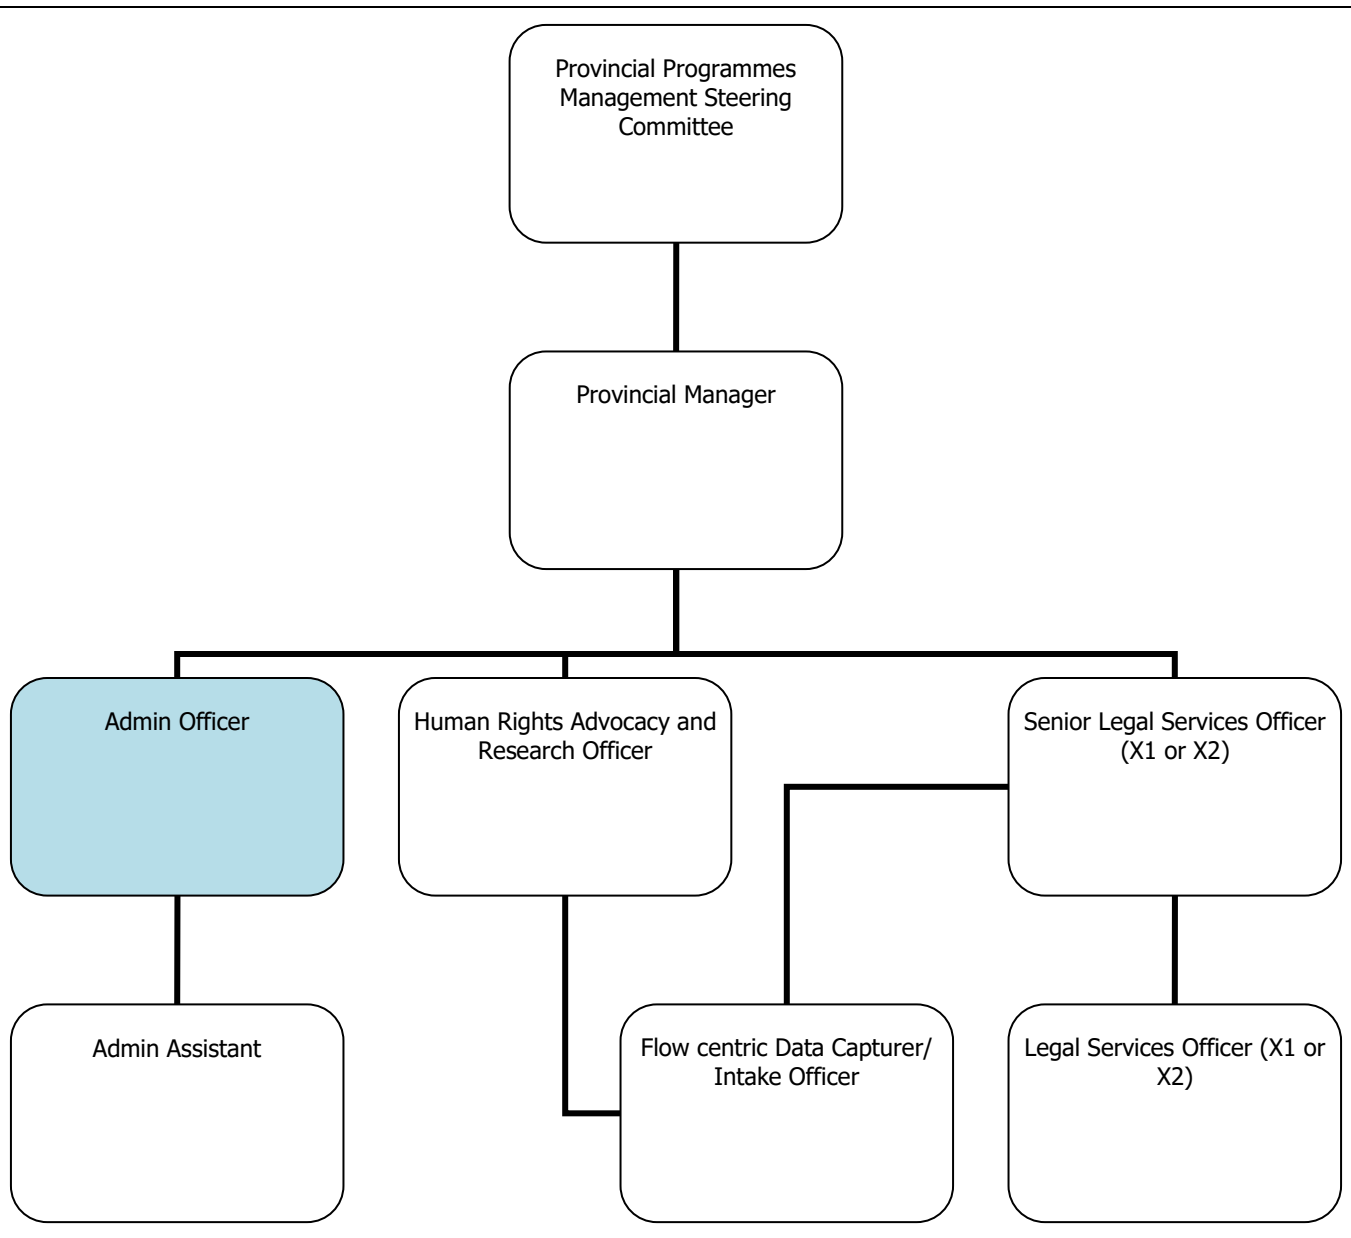 Provincial Programmes
Management Steering
Committee
Provincial Manager
Admin Officer
Human Rights Advocacy and
Research Officer
Senior Legal Services Officer
(X1 or X2)
Admin Assistant
Flow centric Data Capturer/
Intake Officer
Legal Services Officer (X1 or
X2)